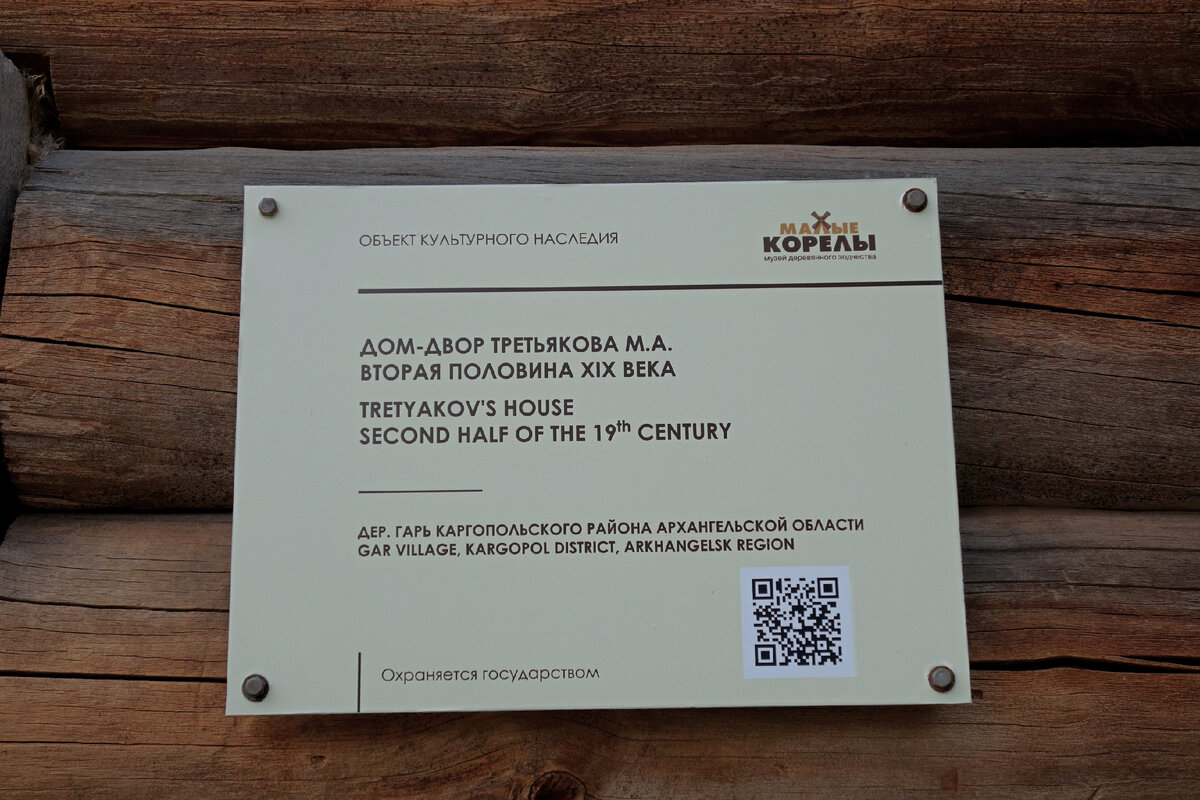 ОБЪЕКТ КУЛЬТУРНОГО НАСЛЕДИЯ
МАЛЫЕ
КОРЕЛЫ
музей деревянного зодчества
ДОМ-ДВОР ТРЕТЬЯКОВА М.А.
ВТОРАЯ ПОЛОВИНА XIX ВЕКА
TRETYAKOV'S HOUSE
SECOND HALF OF THE 19th CENTURY
ДЕР. ГАРЬ КАРГОПОЛЬСКОГО РАЙОНА АРХАНГЕЛЬСКОЙ ОБЛАСТИ
GAR VILLAGE, KARGOPOL DISTRICT, ARKHANGELSK REGION
Охраняется государством